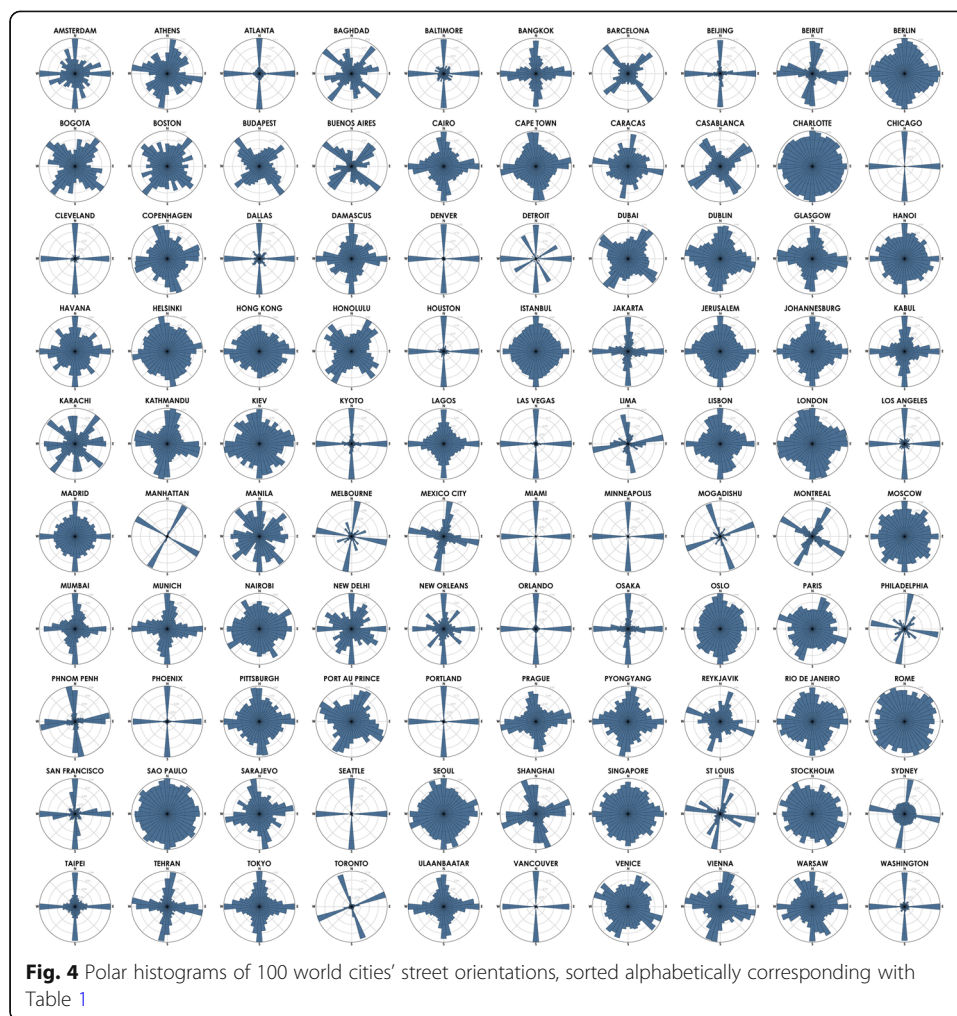 AMSTERDAM ATHENS ATLANTA BAGHDAD BALTIMORE BANGKOK BARCELONA BEIJING BEIRUT BERLIN
BOGOTA BOSTON BUDAPEST BUENOS AIRES CAIRO CAPE TOWN CARACAS CASABLANCA CHARLOTTE CHICAGO
CLEVELAND COPENHAGEN DALLAS DAMASCUS DENVER DETROIT DUBAI DUBLIN GLASGOW HANOI
HAVANA HELSINKI HONG KONG HONOLULU HOUSTON ISTANBUL JAKARTA JERUSALEM JOHANNESBURG KABUL
KARACHI KATHMANDU KIEV KYOTO LAGOS LAS VEGAS LIMA LISBON LONDON LOS ANGELES
MADRID MANHATTAN MANILA MELBOURNE MEXICO CITY MIAMI MINNEAPOLIS MOGADISHU MONTREAL MOSCOW
MUMBAI MUNICH NAIROBI NEW DELHI NEW ORLEANS ORLANDO OSAKA OSLO PARIS PHILADELPHIA
PHNOM PENH PHOENIX PITTSBURGH PORT AU PRINCE PORTLAND PRAGUE PYONGYANG REYKJAVIK RIO DE JANEIRO ROME
SAN FRANCISCO SAO PAULO SARAJEVO SEATTLE SEOUL SHANGHAI SINGAPORE ST LOUIS STOCKHOLM SYDNEY
TAIPEI TEHRAN TOKYO TORONTO ULAANBAATAR VANCOUVER VENICE VIENNA WARSAW WASHINGTON
Fig. 4 Polar histograms of 100 world cities' street orientations, sorted alphabetically corresponding with
Table 1